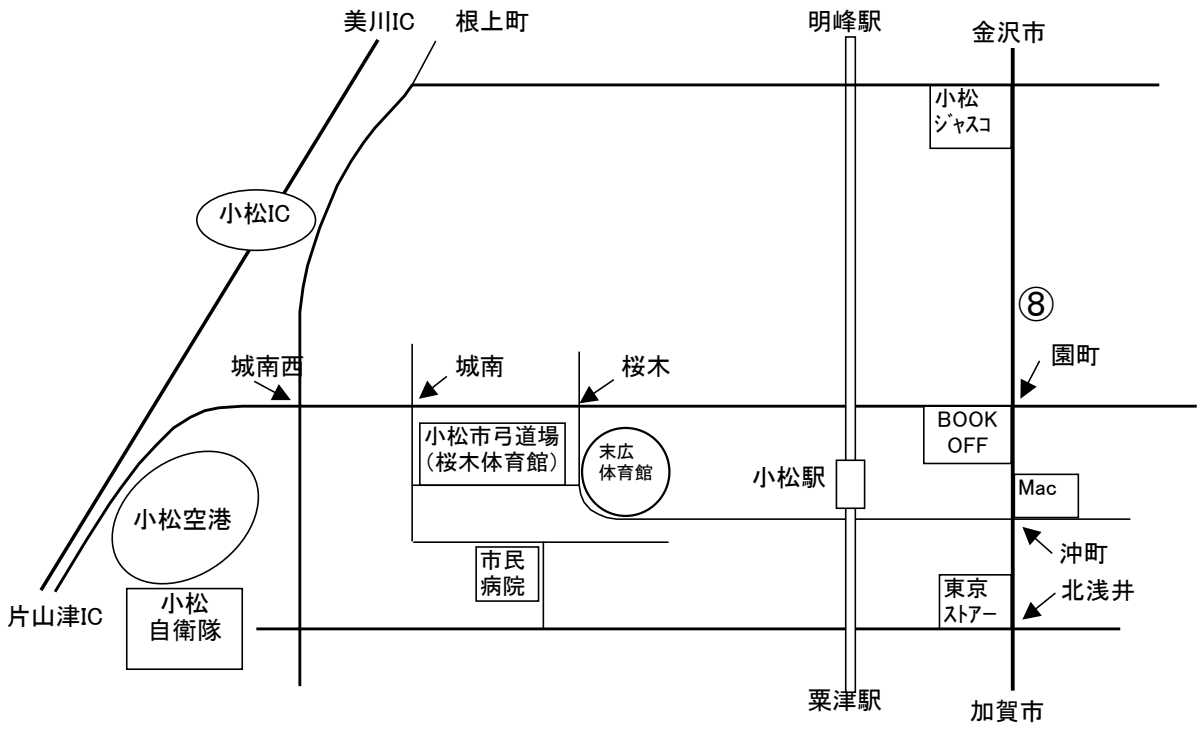 美川IC
根上町
明峰駅
金沢市
小松
ｼﾞｬｽｺ
小松IC
⑧
園町
城南西
城南
桜木
小松市弓道場
（桜木体育館）
末広
体育館
BOOK
OFF
小松駅
Mac
小松空港
沖町
市民
病院
東京
ｽﾄｱｰ
北浅井
片山津IC
小松
自衛隊
粟津駅
加賀市